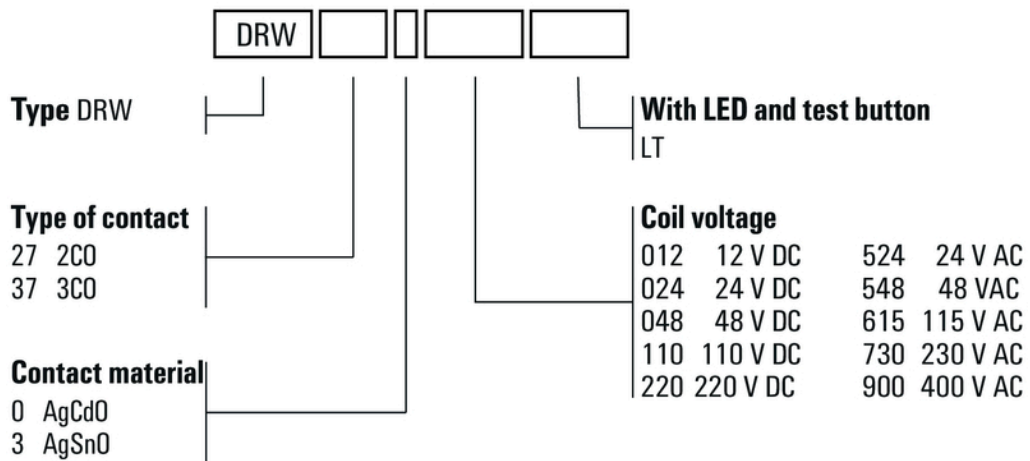 DRW
Type DRW
With LED and test button
LT
Type of contact
27 2CO
37 3CO
Coil voltage
012 12 V DC 524 24 V AC
024 24 V DC 548 48 VAC
048 48 V DC 615 115 V AC
110 110 V DC 730 230 V AC
220 220 V DC 900 400 V AC
Contact material
0 AgCdO
3 AgSnO